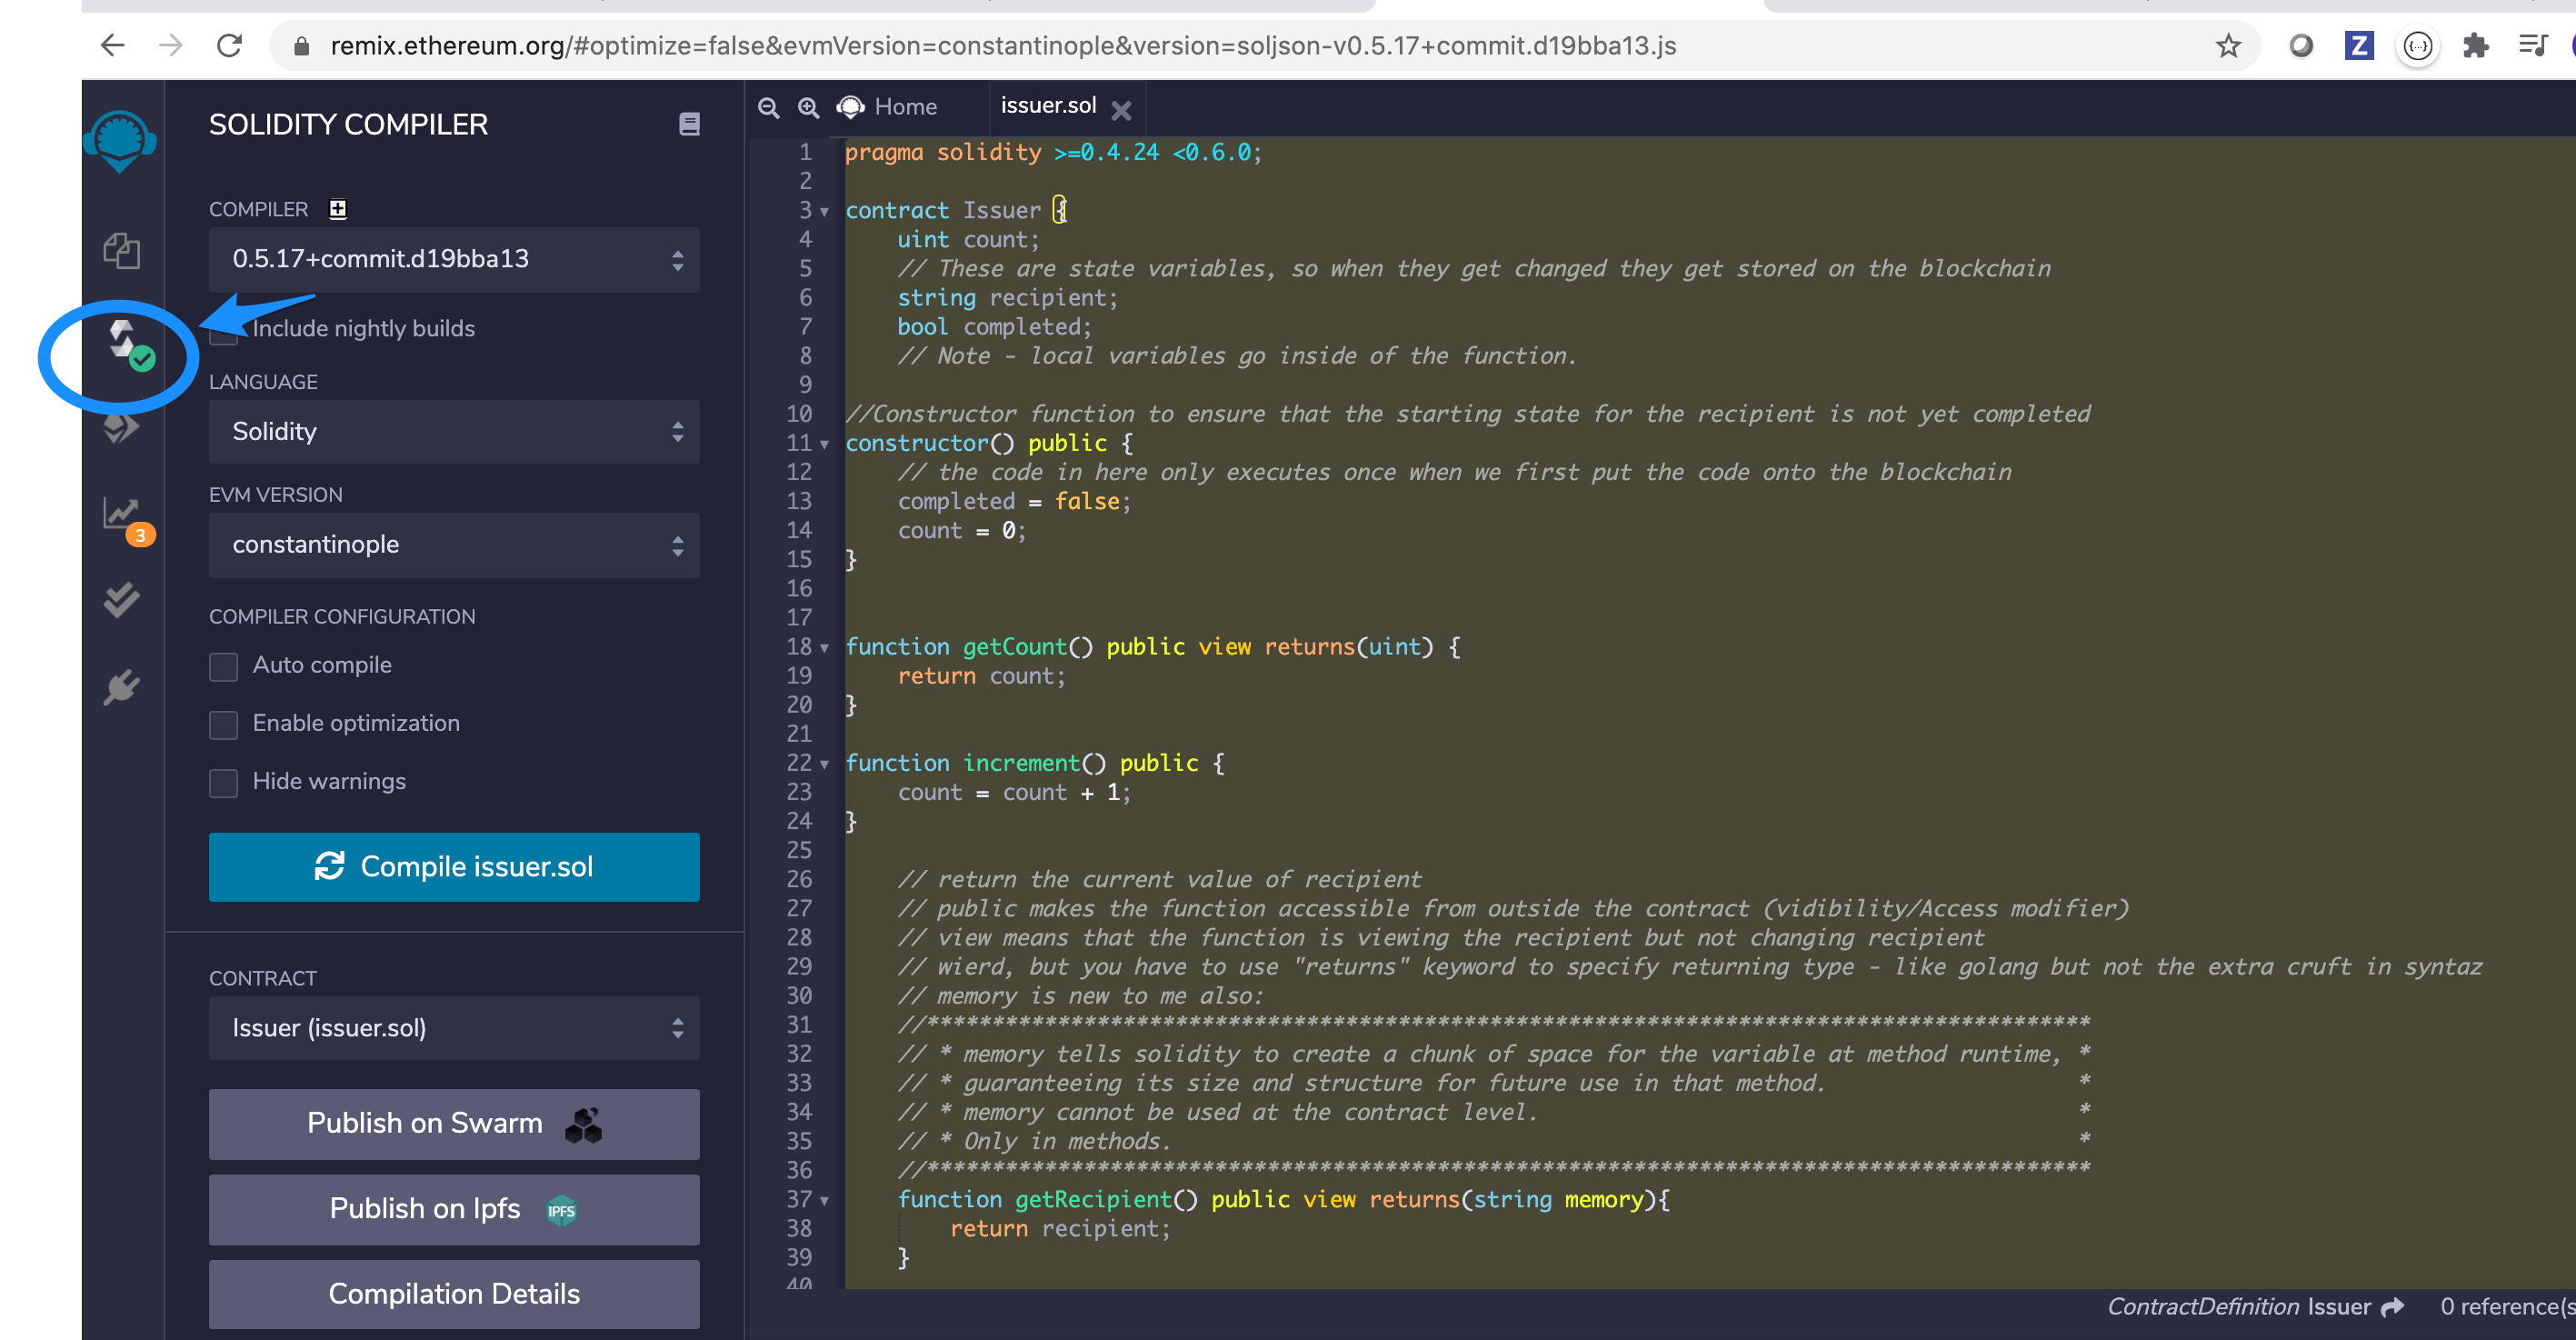 remix.ethereum.org/#optimize=false&evmVersion=constantinople&version=soljson-v0.5.17+commit.d19bba13.js
Z
{...}
SOLIDITY COMPILER
COMPILER
0.5.17+commit.d19bba13
Include nightly builds
LANGUAGE
Solidity
EVM VERSION
constantinople
3
COMPILER CONFIGURATION
Auto compile
Enable optimization
Hide warnings
Compile issuer.sol
CONTRACT
Issuer (issuer.sol)
Publish on Swarm
Publish on Ipfs
IPFS
Compilation Details
Home
issuer.sol
1 pragma solidity >=0.4.24 <0.6.0;
2
3 contract Issuer {
4 uint count;
5 // These are state variables, so when they get changed they get stored on the blockchain
6 string recipient;
7 bool completed;
8 // Note - local variables go inside of the function.
9
10 //Constructor function to ensure that the starting state for the recipient is not yet completed
11 constructor() public {
12 // the code in here only executes once when we first put the code onto the blockchain
13 completed = false;
14 count = 0;
15 }
16
17
18 function getCount() public view returns(uint) {
19 return count;
20 }
21
22 function increment() public {
23 count = count + 1;
24 }
25
26 // return the current value of recipient
27 // public makes the function accessible from outside the contract (vidibility/Access modifier)
28 // view means that the function is viewing the recipient but not changing recipient
29 // wierd, but you have to use "returns" keyword to specify returning type - like golang but not the extra cruft in syntaz
30 // memory is new to me also:
31 //*****************************************************************************************
32 // * memory tells solidity to create a chunk of space for the variable at method runtime, *
33 // * guaranteeing its size and structure for future use in that method. *
34 // * memory cannot be used at the contract level. *
35 // * Only in methods. *
36 //*****************************************************************************************
37 function getRecipient() public view returns(string memory){
38 return recipient;
39 }
40
ContractDefinition Issuer 0 reference(s